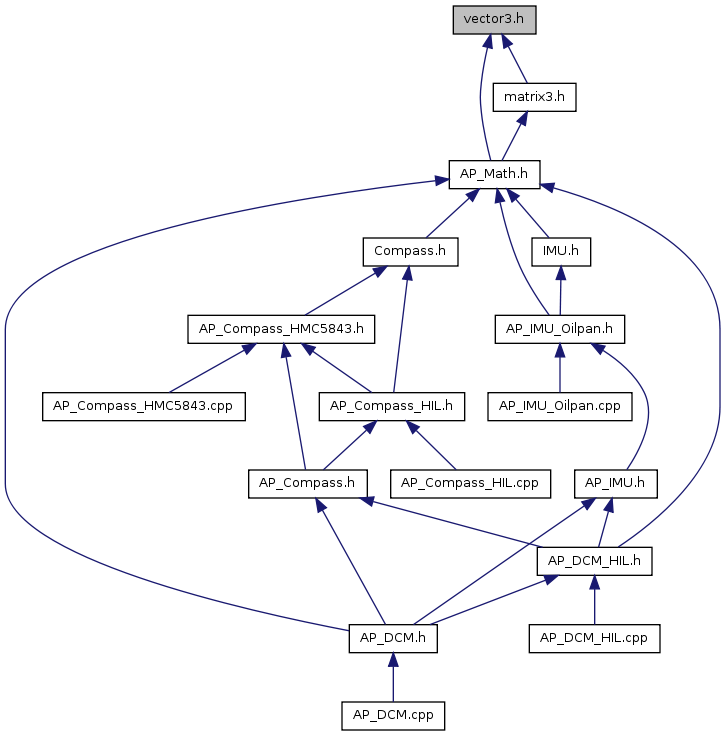 vector3.h
matrix3.h
AP_Math.h
Compass.h
IMU.h
AP_Compass_HMC5843.h
AP_IMU_Oilpan.h
AP_Compass_HMC5843.cpp
AP_Compass_HIL.h
AP_IMU_Oilpan.cpp
AP_Compass.h
AP_Compass_HIL.cpp
AP_IMU.h
AP_DCM_HIL.h
AP_DCM.h
AP_DCM_HIL.cpp
AP_DCM.cpp